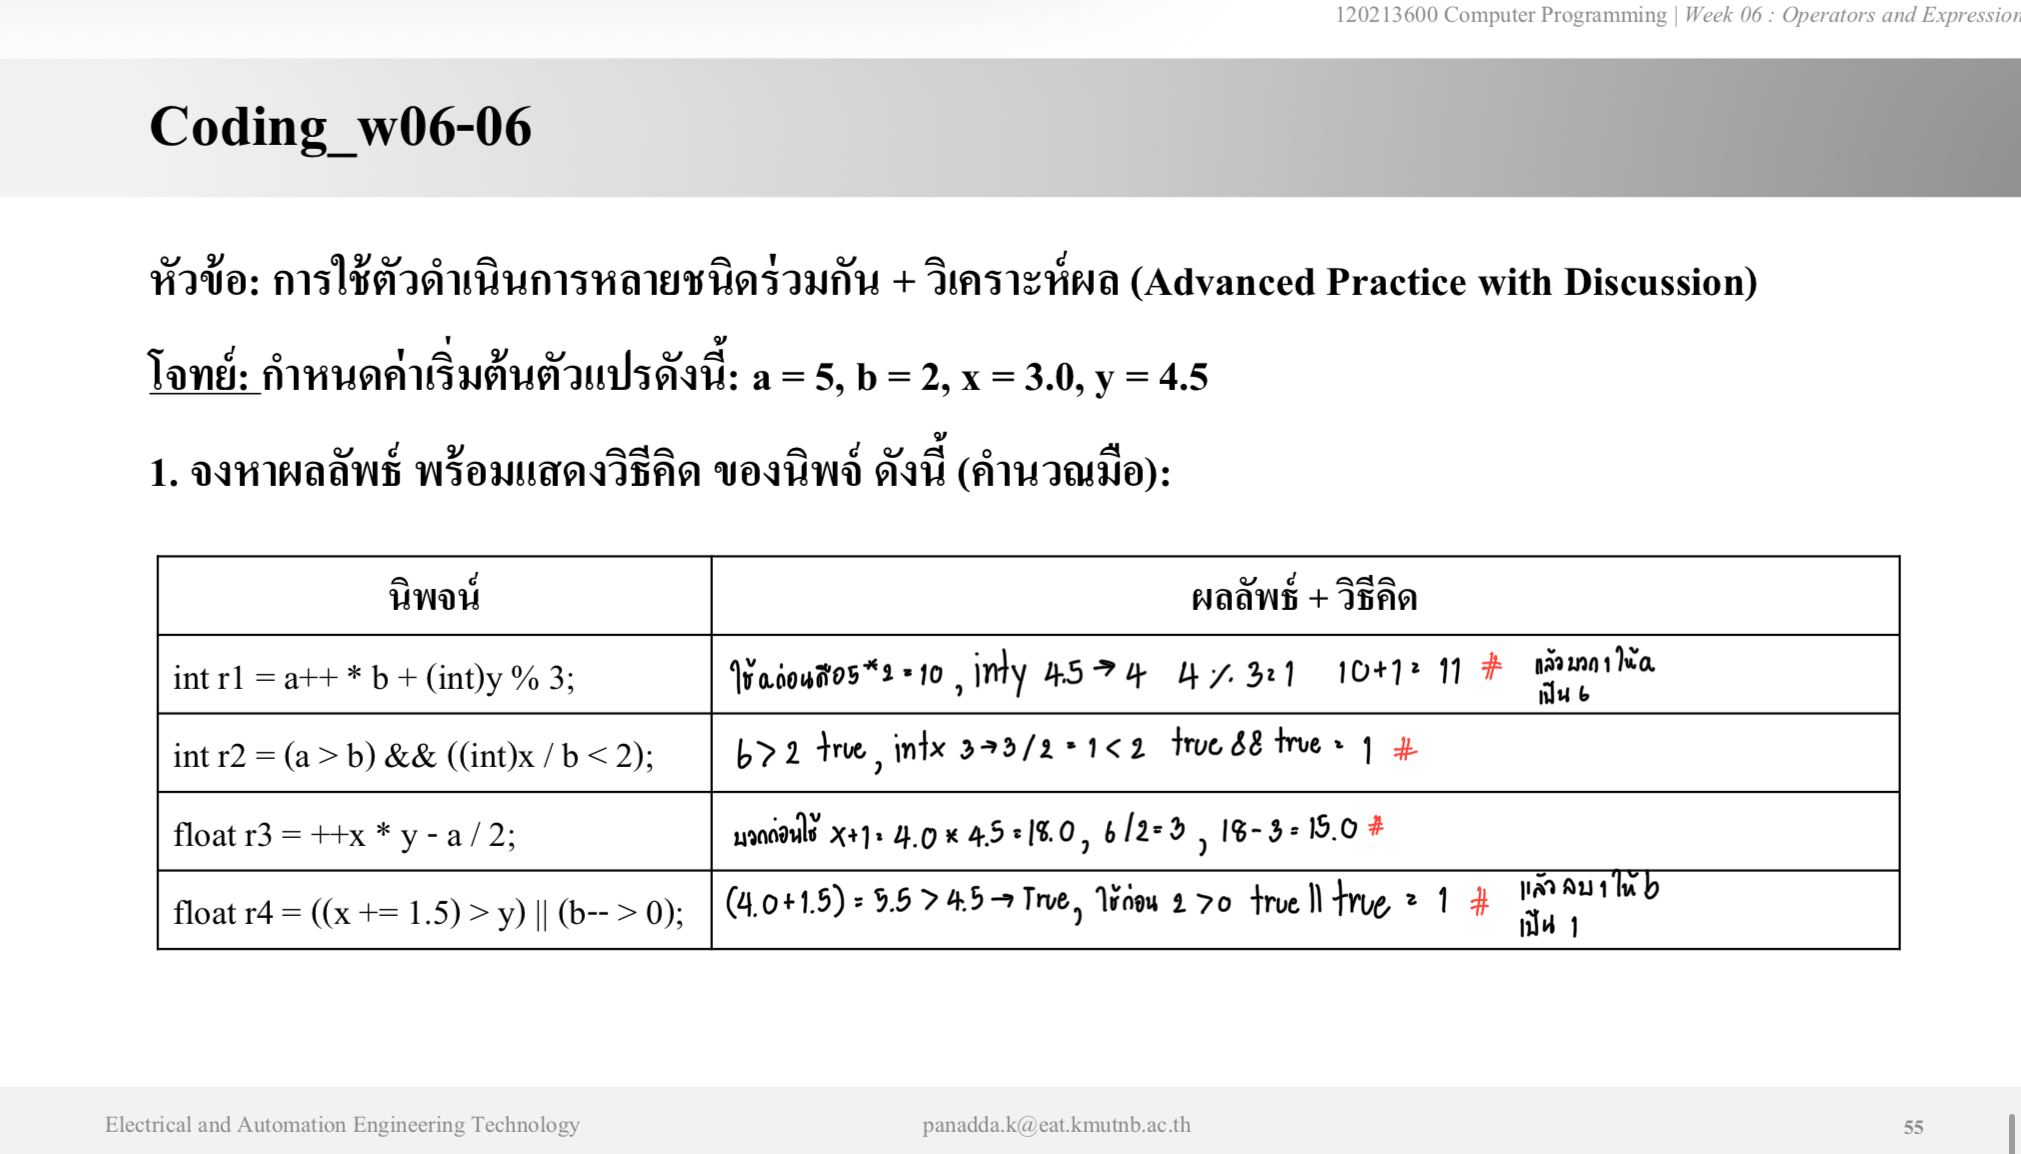 120213600 Computer Programming | Week 06 : Operators and Expression
Coding_w06-06
หัวข้อ: การใช้ตัวดำเนินการหลายชนิดร่วมกัน + วิเคราะห์ผล (Advanced Practice with Discussion)
โจทย์: กำหนดค่าเริ่มต้นตัวแปรดังนี้: a = 5, b = 2, x = 3.0, y = 4.5
1. จงหาผลลัพธ์ พร้อมแสดงวิธีคิด ของนิพจ์ ดังนี้ (คำนวณมือ):
นิพจน์ ผลลัพธ์ + วิธีคิด
int r1 = a++ * b + (int)y % 3; ใช้ a ก่อนคือ 5*2 = 10 , inty 4.5 → 4 4 % 3 = 1 10+1 = 11 # แล้วบวก 1 ให้ a
เป็น 6
int r2 = (a > b) && ((int)x / b < 2); 6 > 2 true , intx 3 → 3/2 = 1 < 2 true && true = 1 #
float r3 = ++x * y - a / 2; บวกก่อนใช้ x+1 = 4.0 × 4.5 = 18.0 , 6/2 = 3 , 18 - 3 = 15.0 #
float r4 = ((x += 1.5) > y) || (b-- > 0); (4.0+1.5) = 5.5 > 4.5 → True, ใช้ก่อน 2 >0 true || true = 1 # แล้ว ลบ 1 ให้ b
เป็น 1
Electrical and Automation Engineering Technology panadda.k@eat.kmutnb.ac.th 55